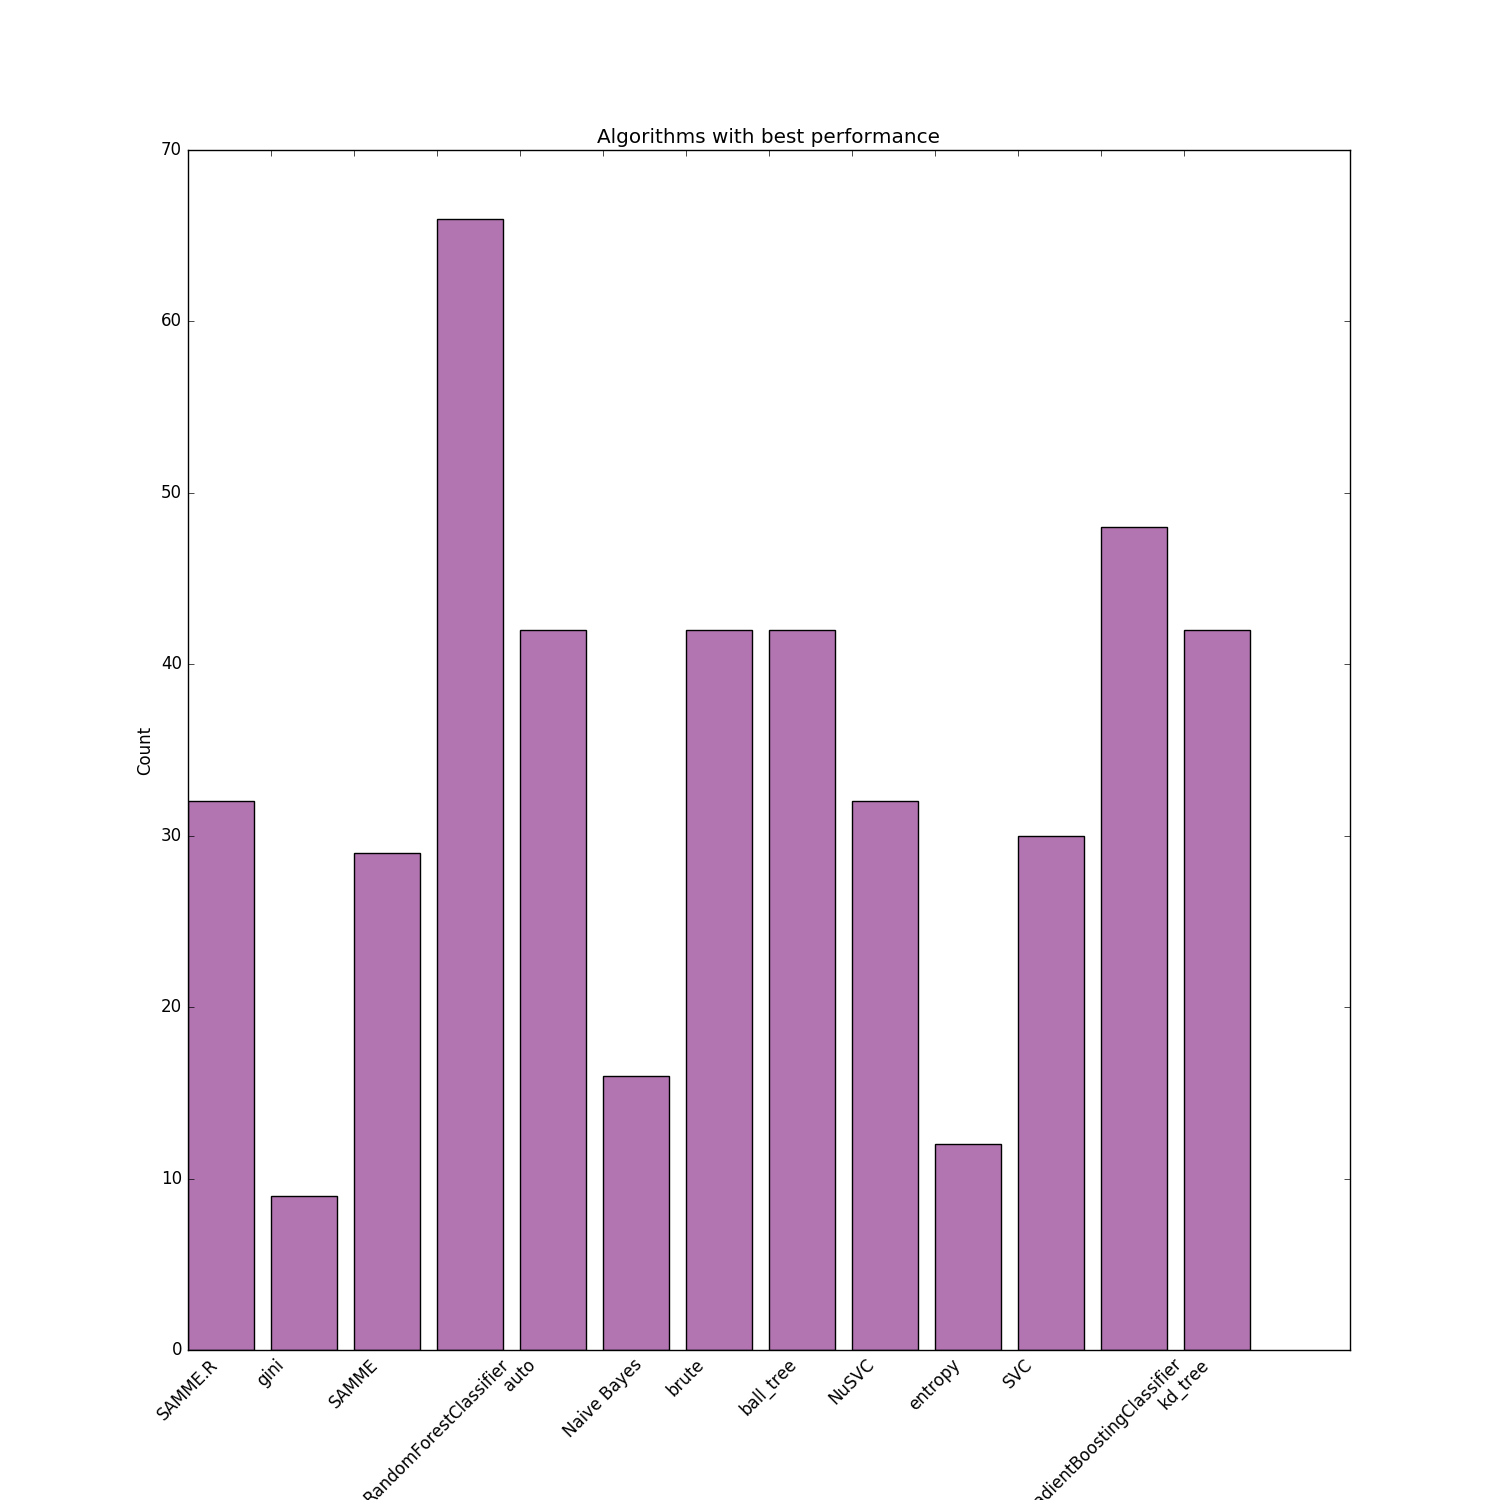 Algorithms with best performance
70
60
50
40
30
20
10
0
Count
SAMME.R
gini
SAMME
RandomForestClassifier
auto
Naive Bayes
brute
ball_tree
NuSVC
entropy
SVC
adientBoostingClassifier
kd_tree